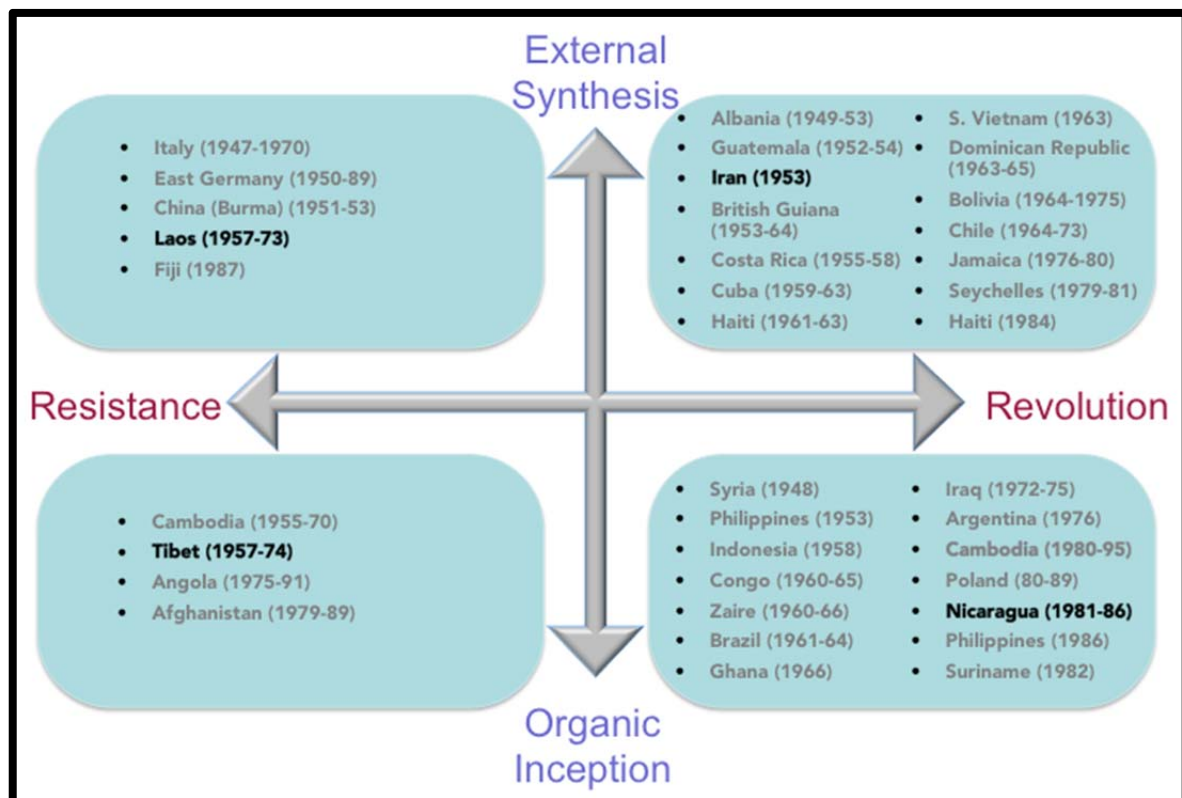 External
Synthesis
• Italy (1947-1970)
• East Germany (1950-89)
• China (Burma) (1951-53)
• Laos (1957-73)
• Fiji (1987)
• Albania (1949-53)
• Guatemala (1952-54)
• Iran (1953)
• British Guiana
(1953-64)
• Costa Rica (1955-58)
• Cuba (1959-63)
• Haiti (1961-63)
• S. Vietnam (1963)
• Dominican Republic
(1963-65)
• Bolivia (1964-1975)
• Chile (1964-73)
• Jamaica (1976-80)
• Seychelles (1979-81)
• Haiti (1984)
Resistance
Revolution
• Cambodia (1955-70)
• Tibet (1957-74)
• Angola (1975-91)
• Afghanistan (1979-89)
• Syria (1948)
• Philippines (1953)
• Indonesia (1958)
• Congo (1960-65)
• Zaire (1960-66)
• Brazil (1961-64)
• Ghana (1966)
• Iraq (1972-75)
• Argentina (1976)
• Cambodia (1980-95)
• Poland (80-89)
• Nicaragua (1981-86)
• Philippines (1986)
• Suriname (1982)
Organic
Inception